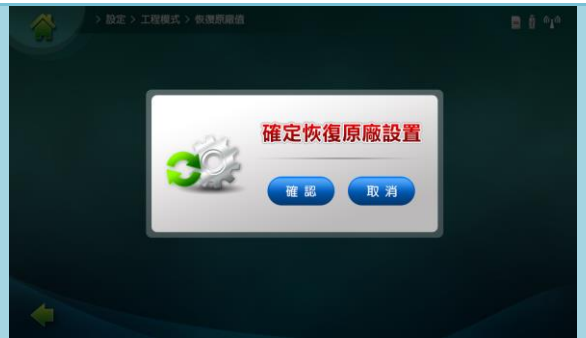 > 設定 > 工程模式 > 恢復原廠值
確定恢復原廠設置
確認 取消